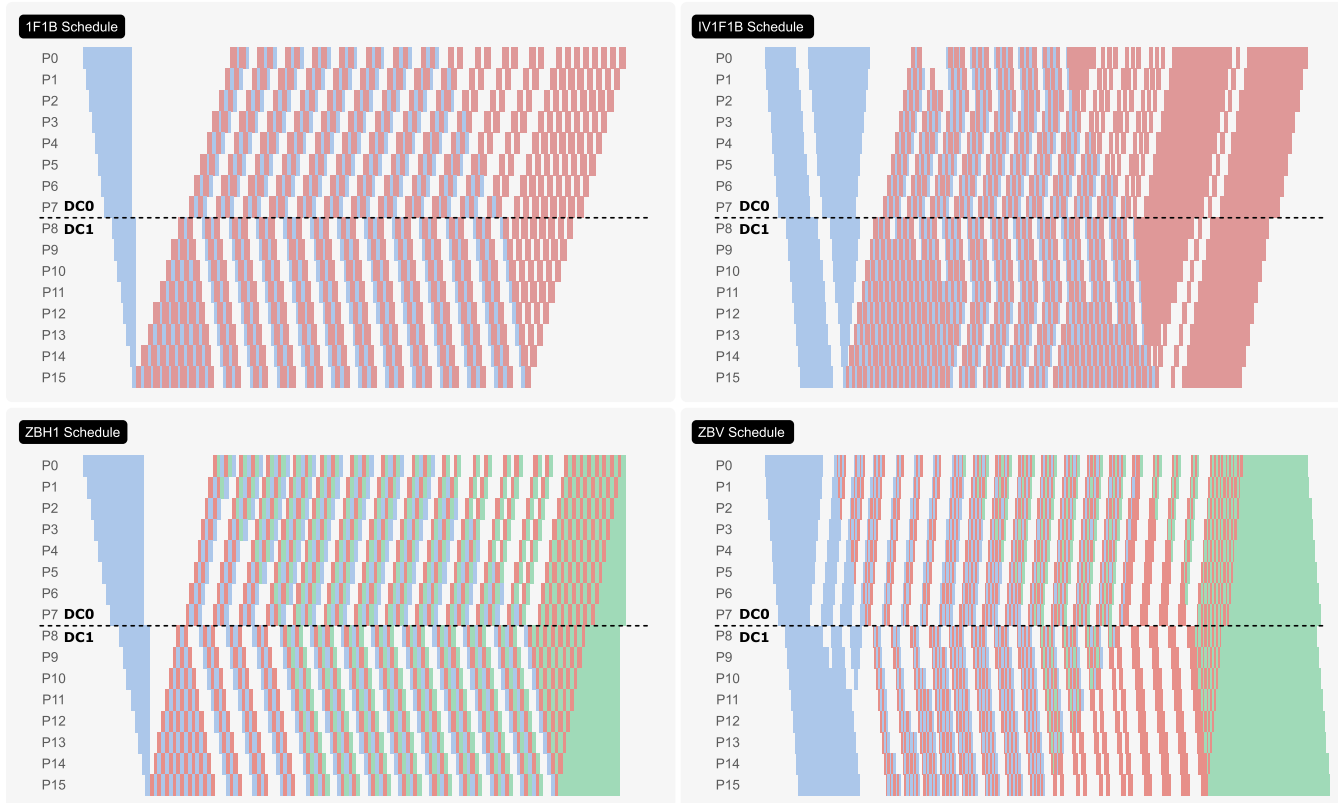 1F1B Schedule
P0
P1
P2
P3
P4
P5
P6
P7 DC0
P8 DC1
P9
P10
P11
P12
P13
P14
P15
IV1F1B Schedule
P0
P1
P2
P3
P4
P5
P6
P7 DC0
P8 DC1
P9
P10
P11
P12
P13
P14
P15
ZBH1 Schedule
P0
P1
P2
P3
P4
P5
P6
P7 DC0
P8 DC1
P9
P10
P11
P12
P13
P14
P15
ZBV Schedule
P0
P1
P2
P3
P4
P5
P6
P7 DC0
P8 DC1
P9
P10
P11
P12
P13
P14
P15